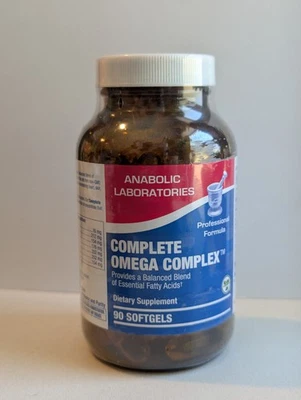 ANABOLIC
LABORATORIES
Professional
Formula
COMPLETE
OMEGA COMPLEX™
Provides a Balanced Blend
of Essential Fatty Acids†
Dietary Supplement
90 SOFTGELS